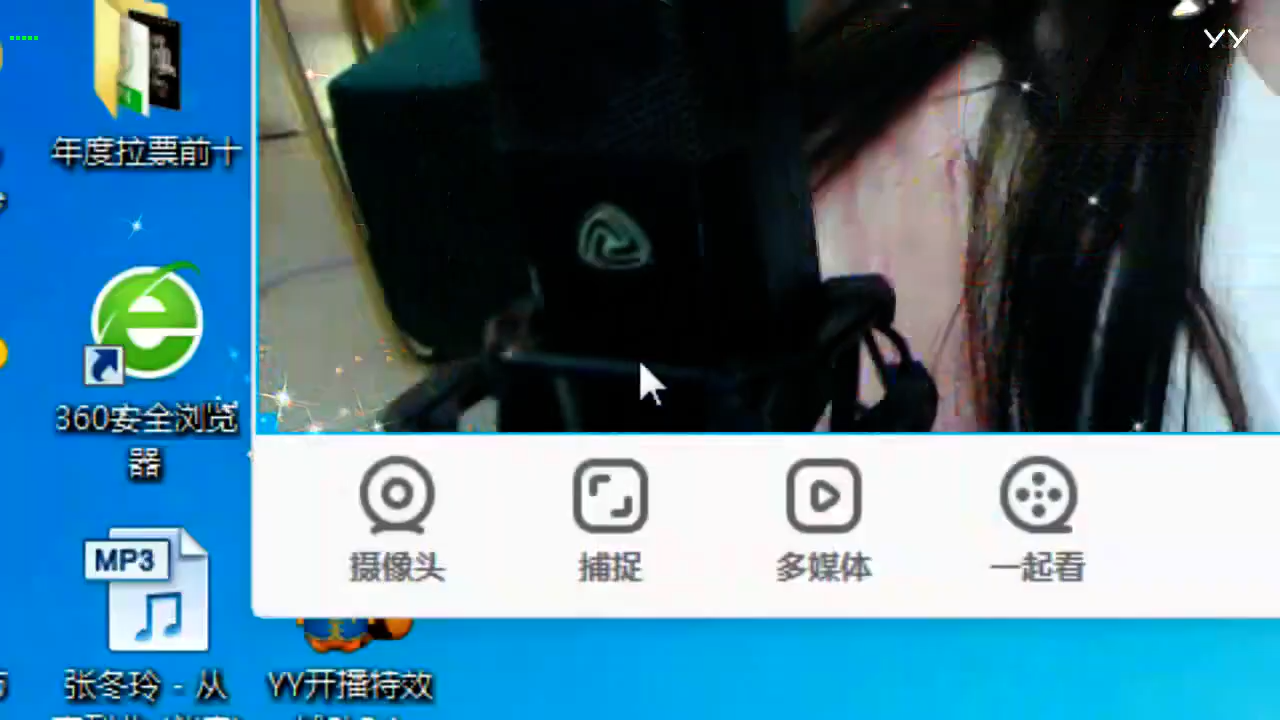 YY
年度拉票前十
360安全浏览
器
摄像头
捕捉
多媒体
一起看
MP3
张冬玲 - 从
YY开播特效